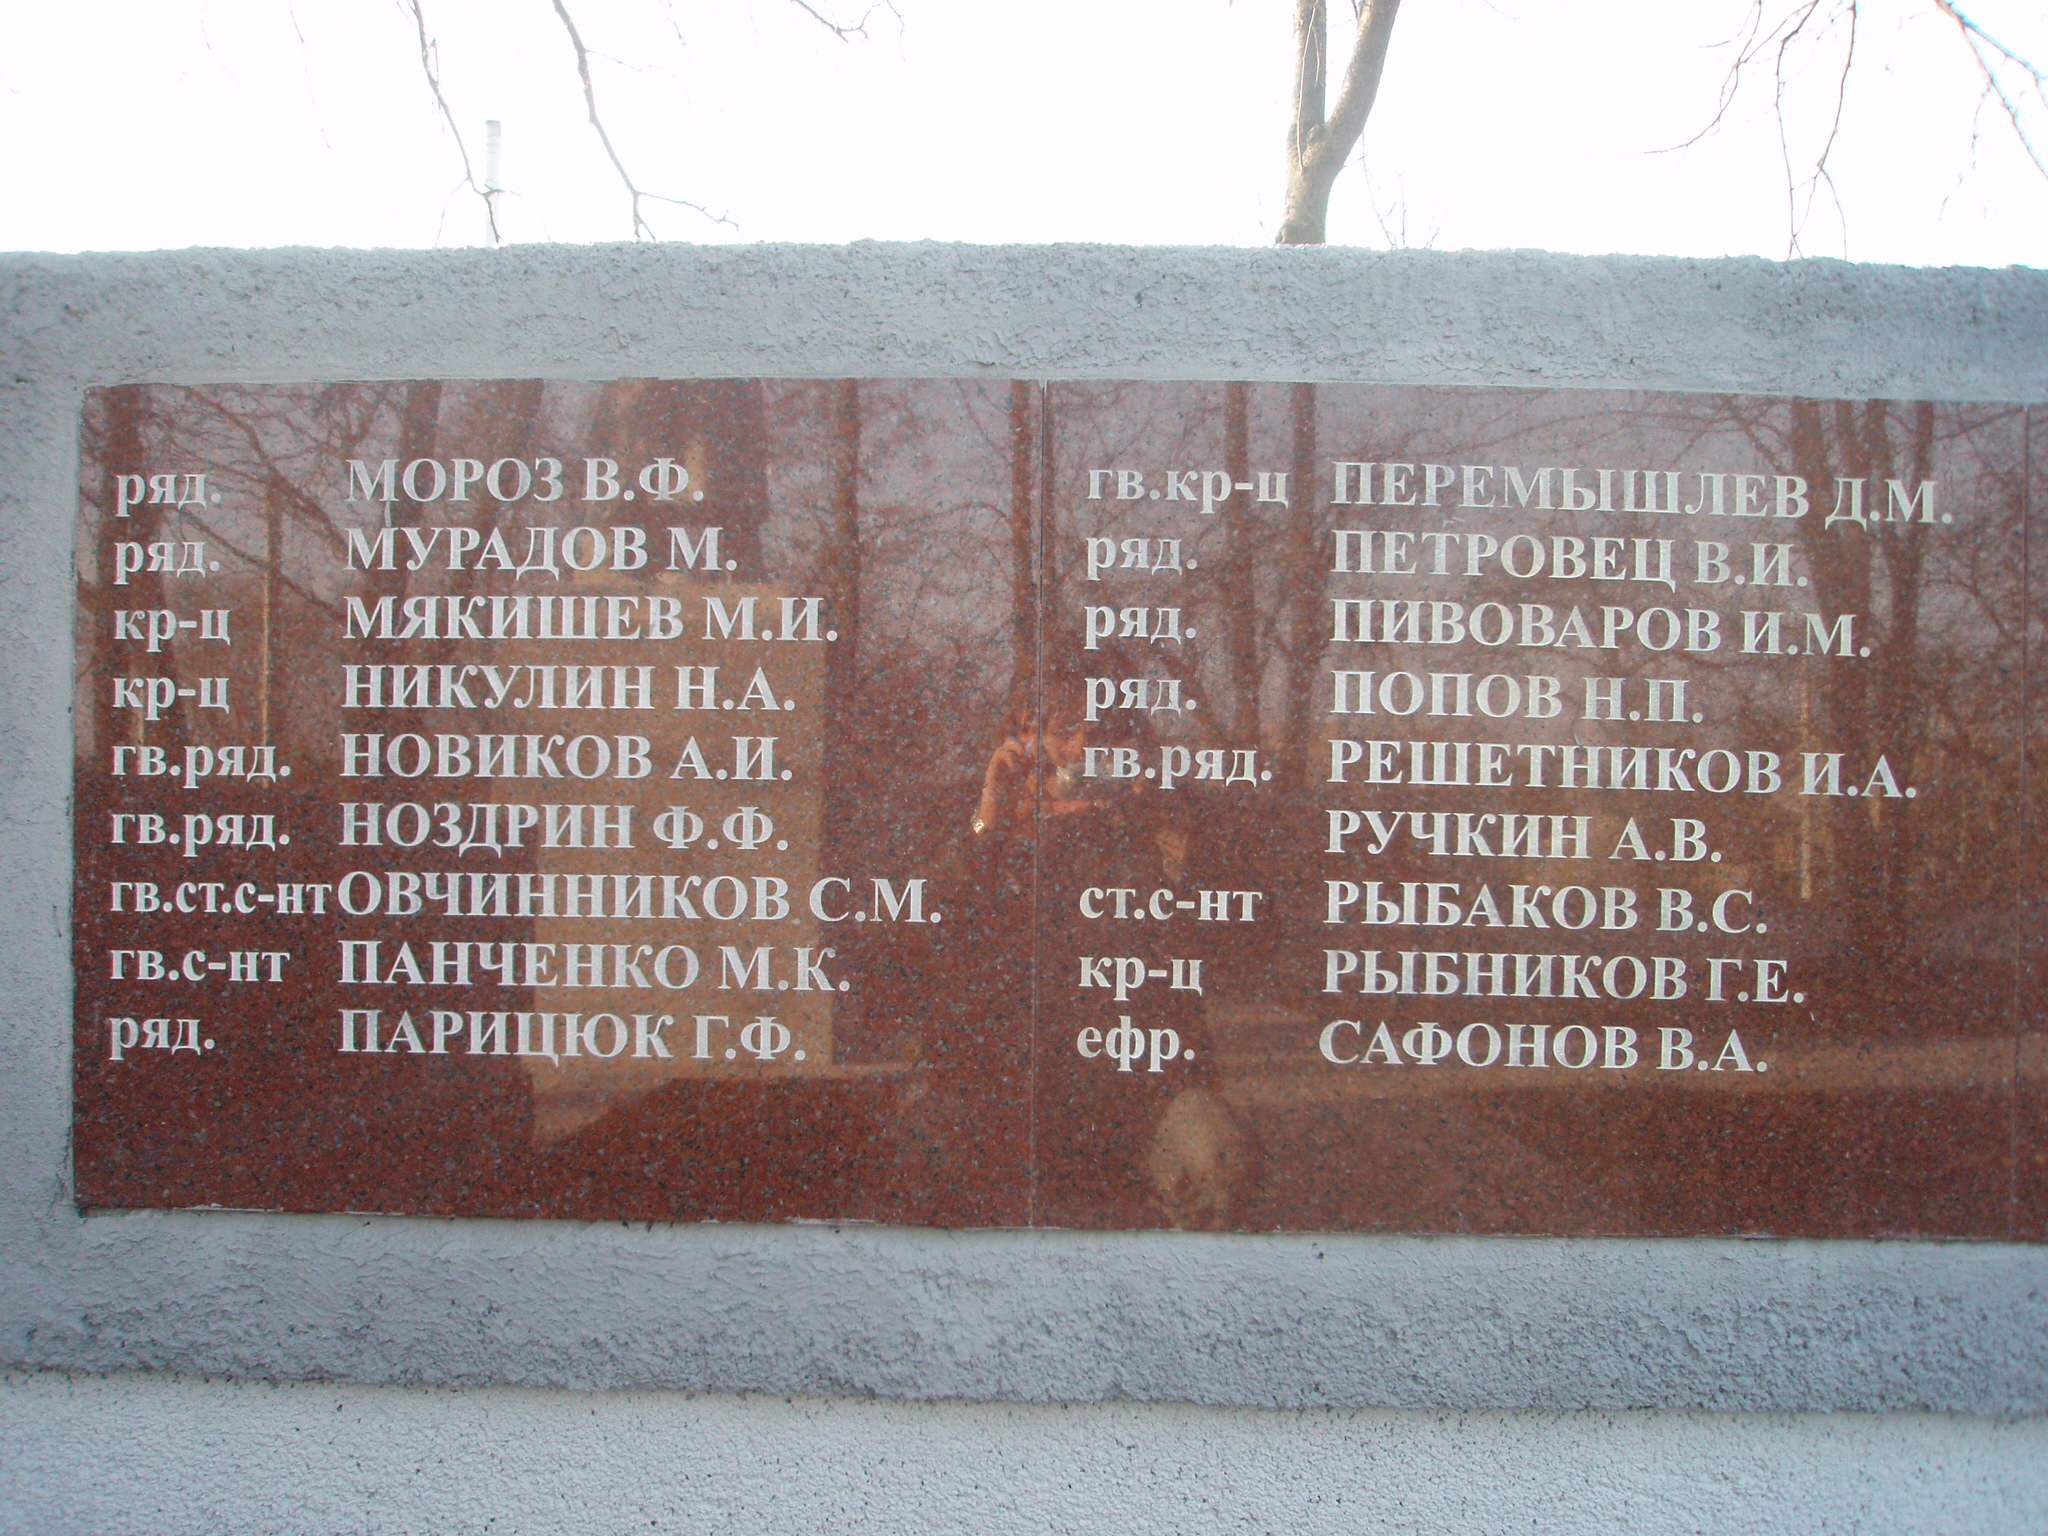 ряд. МОРОЗ В.Ф.
ряд. МУРАДОВ М.
кр-ц МЯКИШЕВ М.И.
кр-ц НИКУЛИН Н.А.
гв.ряд. НОВИКОВ А.И.
гв.ряд. НОЗДРИН Ф.Ф.
гв.ст.с-нт ОВЧИННИКОВ С.М.
гв.с-нт ПАНЧЕНКО М.К.
ряд. ПАРИЦЮК Г.Ф.
гв.кр-ц ПЕРЕМЫШЛЕВ Д.М.
ряд. ПЕТРОВЕЦ В.И.
ряд. ПИВОВАРОВ И.М.
ряд. ПОПОВ Н.П.
гв.ряд. РЕШЕТНИКОВ И.А.
РУЧКИН А.В.
ст.с-нт РЫБАКОВ В.С.
кр-ц РЫБНИКОВ Г.Е.
ефр. САФОНОВ В.А.